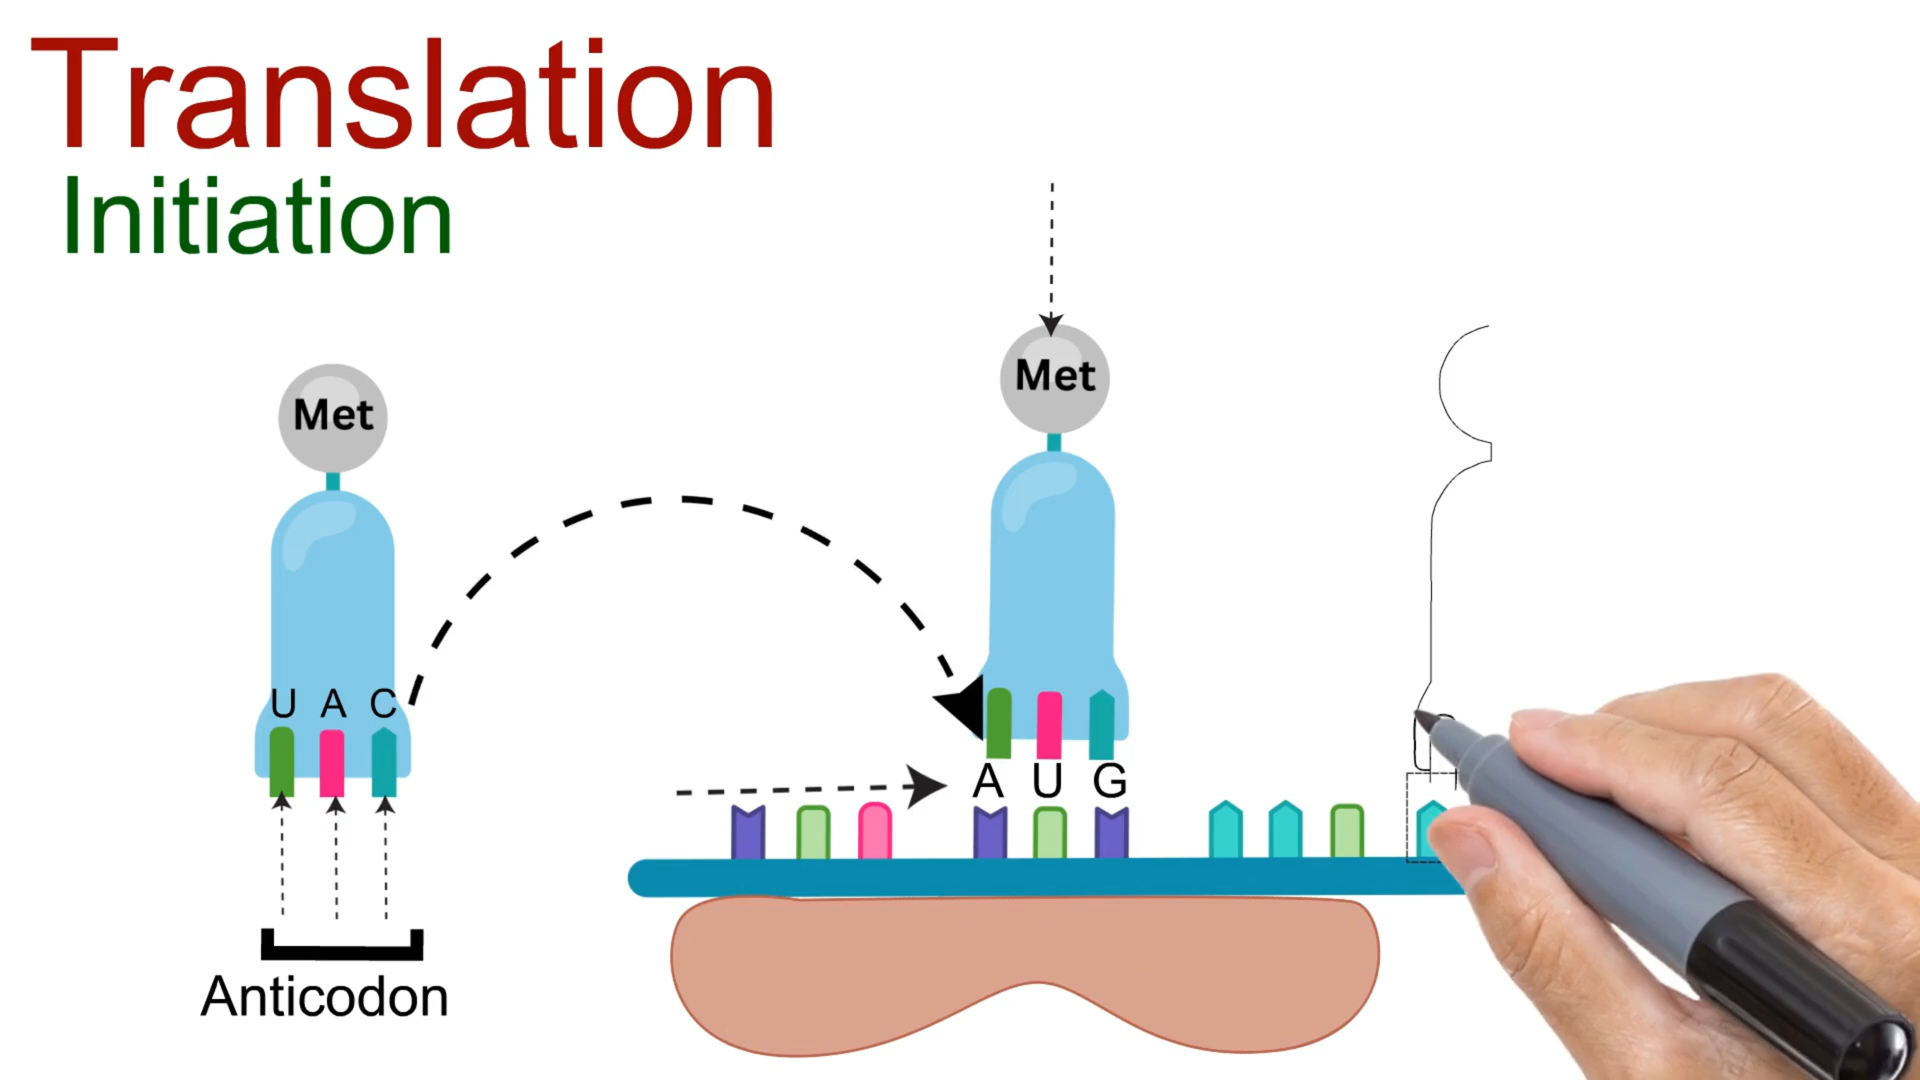 Translation
Initiation
Met
Met
U A C
A U G
Anticodon